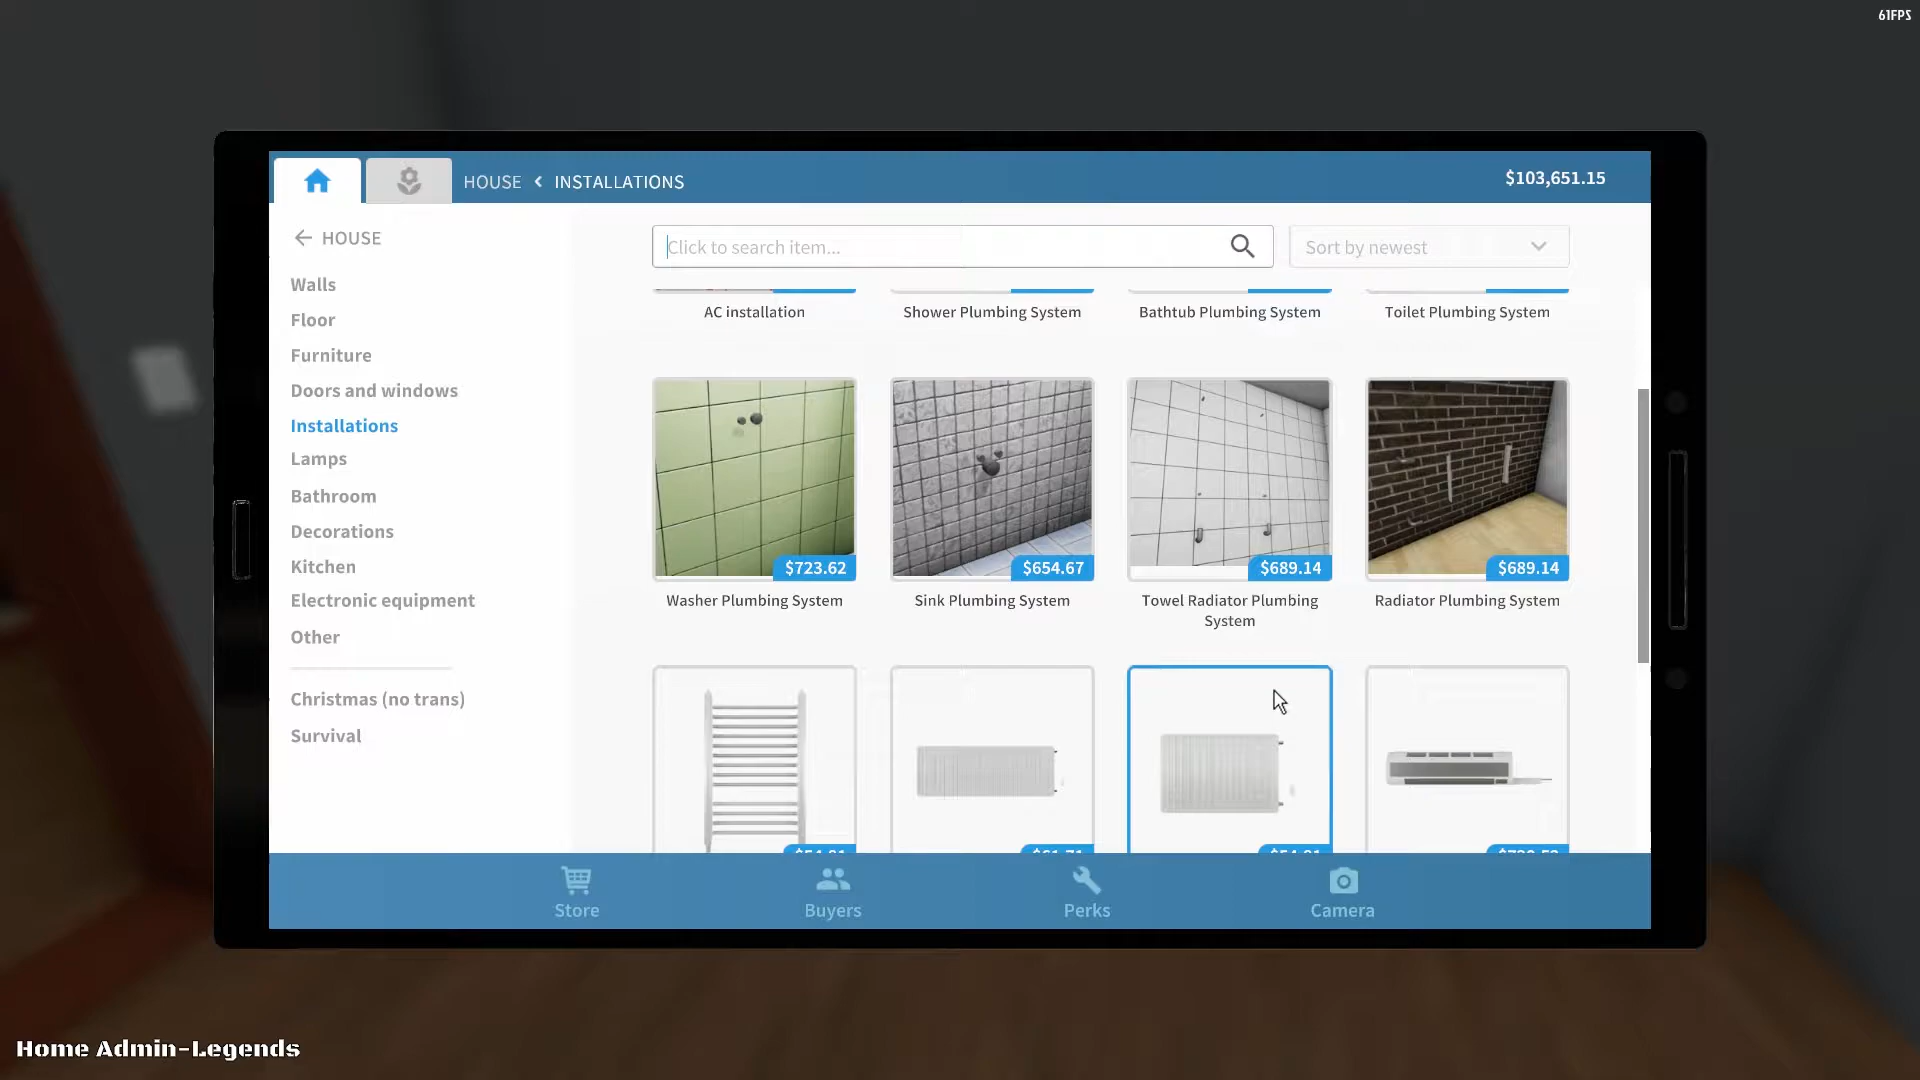 61FPS
HOUSE < INSTALLATIONS
$103,651.15
HOUSE
Click to search item...
Sort by newest
Walls
Floor
Furniture
Doors and windows
Installations
Lamps
Bathroom
Decorations
Kitchen
Electronic equipment
Other
Christmas (no trans)
Survival
AC installation
Shower Plumbing System
Bathtub Plumbing System
Toilet Plumbing System
$723.62
$654.67
$689.14
$689.14
Washer Plumbing System
Sink Plumbing System
Towel Radiator Plumbing
System
Radiator Plumbing System
Store
Buyers
Perks
Camera
Home Admin-Legends